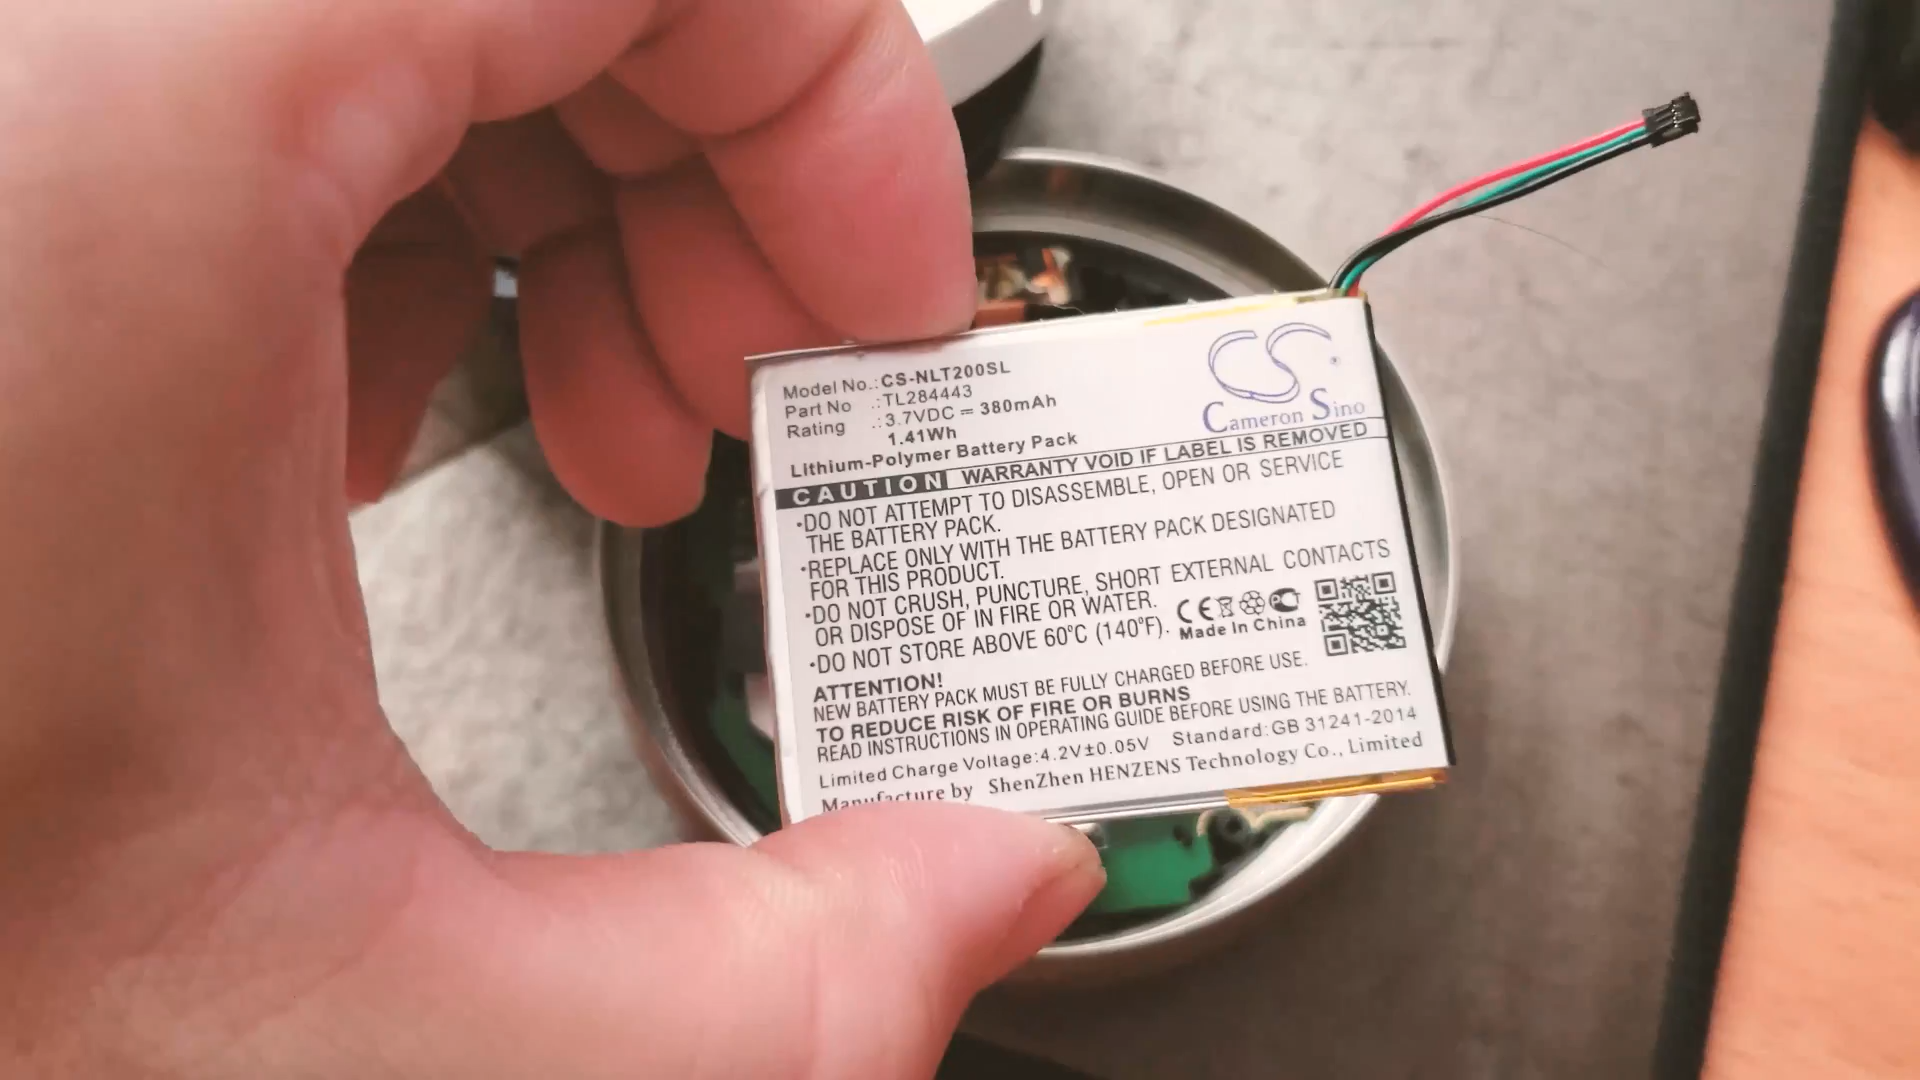 Model No.:CS-NLT200SL
Part No .:TL284443
Rating .:3.7VDC = 380mAh
1.41Wh
Lithium-Polymer Battery Pack
CS
Cameron Sino
CAUTION WARRANTY VOID IF LABEL IS REMOVED
·DO NOT ATTEMPT TO DISASSEMBLE, OPEN OR SERVICE
THE BATTERY PACK.
·REPLACE ONLY WITH THE BATTERY PACK DESIGNATED
FOR THIS PRODUCT.
·DO NOT CRUSH, PUNCTURE, SHORT EXTERNAL CONTACTS
OR DISPOSE OF IN FIRE OR WATER.
·DO NOT STORE ABOVE 60°C (140°F).
CE
Made In China
ATTENTION!
NEW BATTERY PACK MUST BE FULLY CHARGED BEFORE USE.
TO REDUCE RISK OF FIRE OR BURNS
READ INSTRUCTIONS IN OPERATING GUIDE BEFORE USING THE BATTERY.
Limited Charge Voltage:4.2V±0.05V Standard:GB 31241-2014
Manufacture by ShenZhen HENZENS Technology Co., Limited